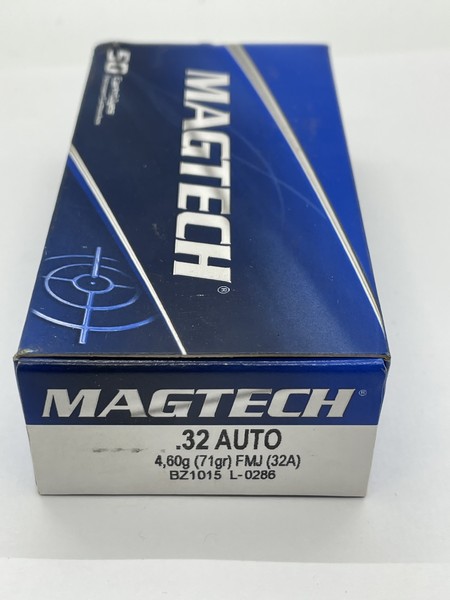 50
MAGTECH®
MAGTECH®
.32 AUTO
4,60g (71gr) FMJ (32A)
BZ1015 L-0286